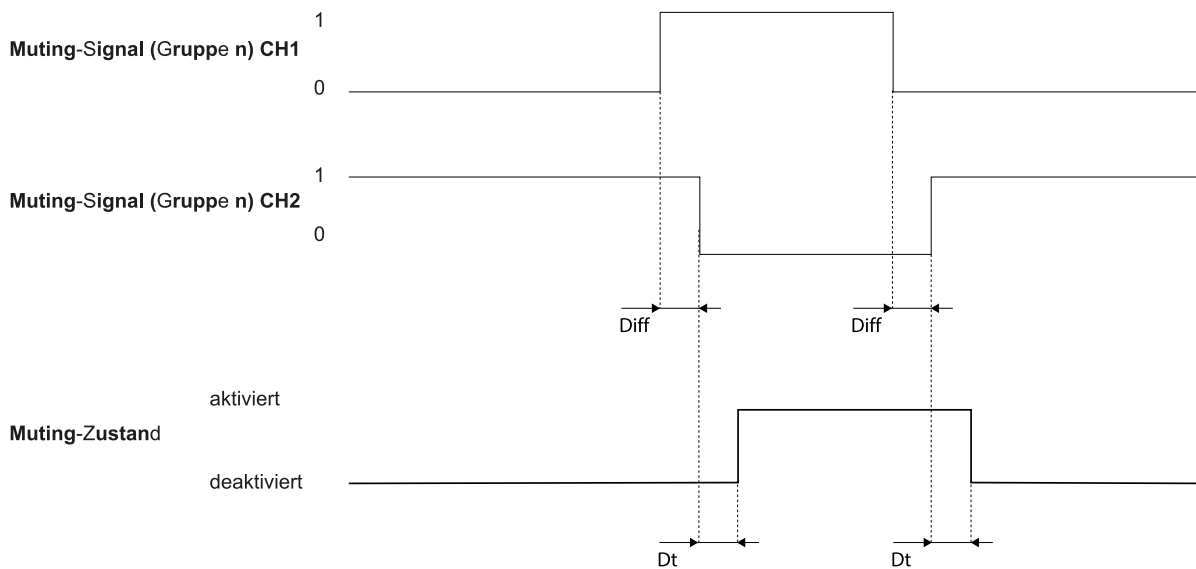 1
Muting-Signal (Gruppe n) CH1
0
1
Muting-Signal (Gruppe n) CH2
0
Diff
Diff
aktiviert
Muting-Zustand
deaktiviert
Dt
Dt